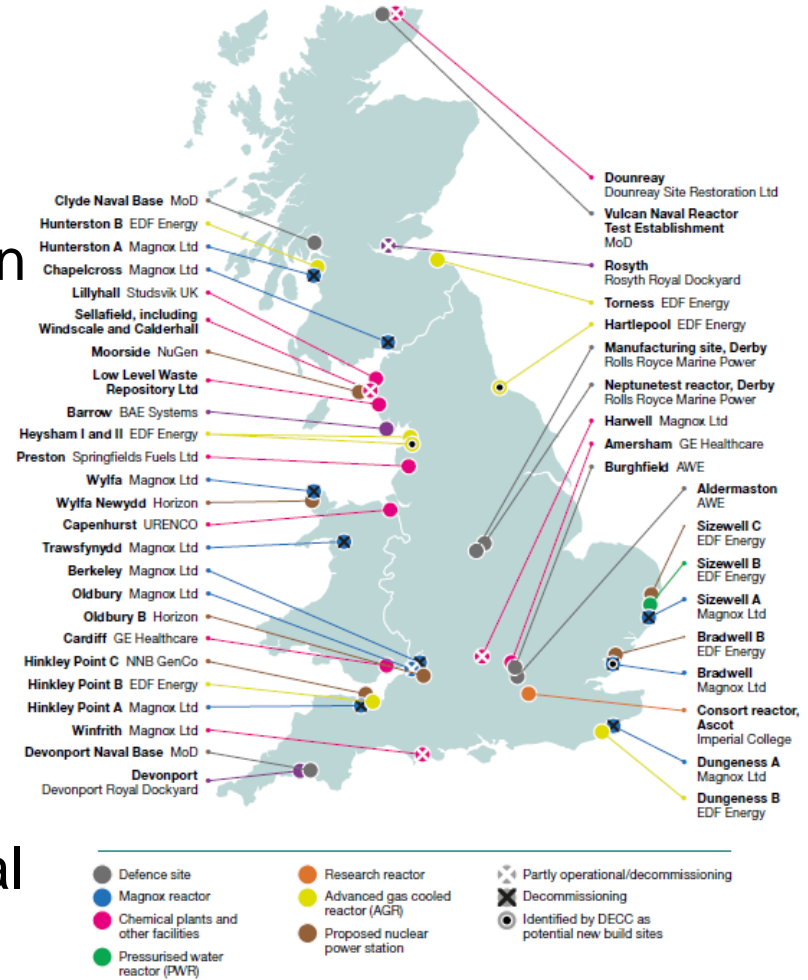 n
al
Clyde Naval Base MoD
Hunterston B EDF Energy
Hunterston A Magnox Ltd
Chapelcross Magnox Ltd
Lillyhall Studsvik UK
Sellafield, including
Windscale and Calderhall
Moorside NuGen
Low Level Waste
Repository Ltd
Barrow BAE Systems
Heysham I and II EDF Energy
Preston Springfields Fuels Ltd
Wylfa Magnox Ltd
Wylfa Newydd Horizon
Capenhurst URENCO
Trawsfynydd Magnox Ltd
Berkeley Magnox Ltd
Oldbury Magnox Ltd
Oldbury B Horizon
Cardiff GE Healthcare
Hinkley Point C NNB GenCo
Hinkley Point B EDF Energy
Hinkley Point A Magnox Ltd
Winfrith Magnox Ltd
Devonport Naval Base MoD
Devonport
Devonport Royal Dockyard
Dounreay
Dounreay Site Restoration Ltd
Vulcan Naval Reactor
Test Establishment
MoD
Rosyth
Rosyth Royal Dockyard
Torness EDF Energy
Hartlepool EDF Energy
Manufacturing site, Derby
Rolls Royce Marine Power
Neptunetest reactor, Derby
Rolls Royce Marine Power
Harwell Magnox Ltd
Amersham GE Healthcare
Burghfield AWE
Aldermaston
AWE
Sizewell C
EDF Energy
Sizewell B
EDF Energy
Sizewell A
Magnox Ltd
Bradwell B
EDF Energy
Bradwell
Magnox Ltd
Consort reactor,
Ascot
Imperial College
Dungeness A
Magnox Ltd
Dungeness B
EDF Energy
Defence site
Magnox reactor
Chemical plants and
other facilities
Pressurised water
reactor (PWR)
Research reactor
Advanced gas cooled
reactor (AGR)
Proposed nuclear
power station
Partly operational/decommissioning
Decommissioning
Identified by DECC as
potential new build sites